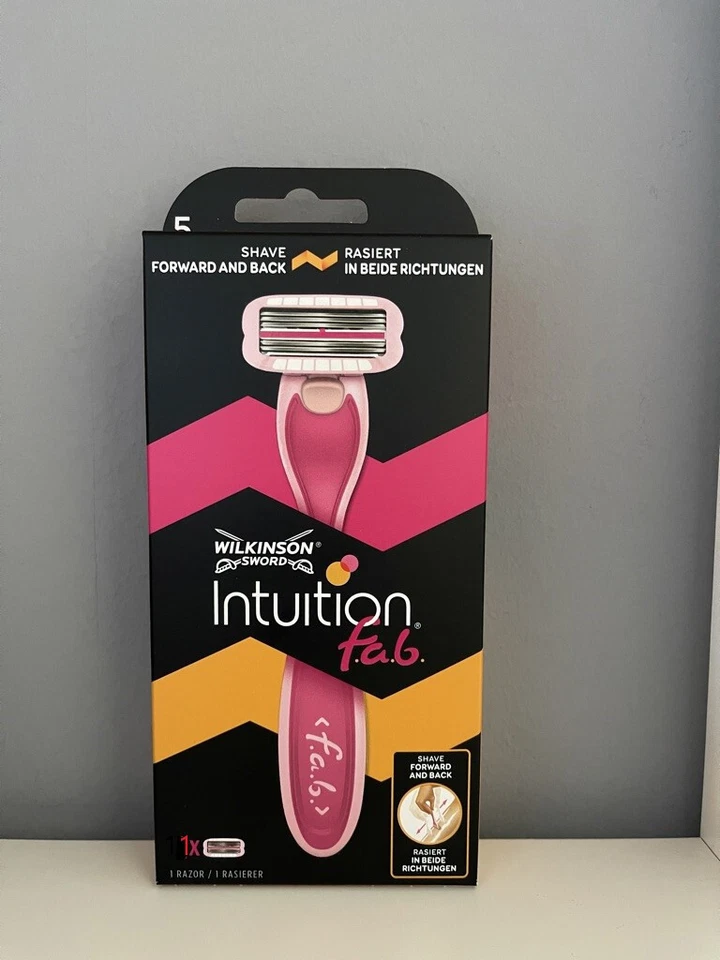 5
SHAVE
FORWARD AND BACK
RASIERT
IN BEIDE RICHTUNGEN
WILKINSON®
SWORD
Intuition®
f.a.b.
<f.a.b.>
SHAVE
FORWARD
AND BACK
RASIERT
IN BEIDE
RICHTUNGEN
1x
1 RAZOR / 1 RASIERER